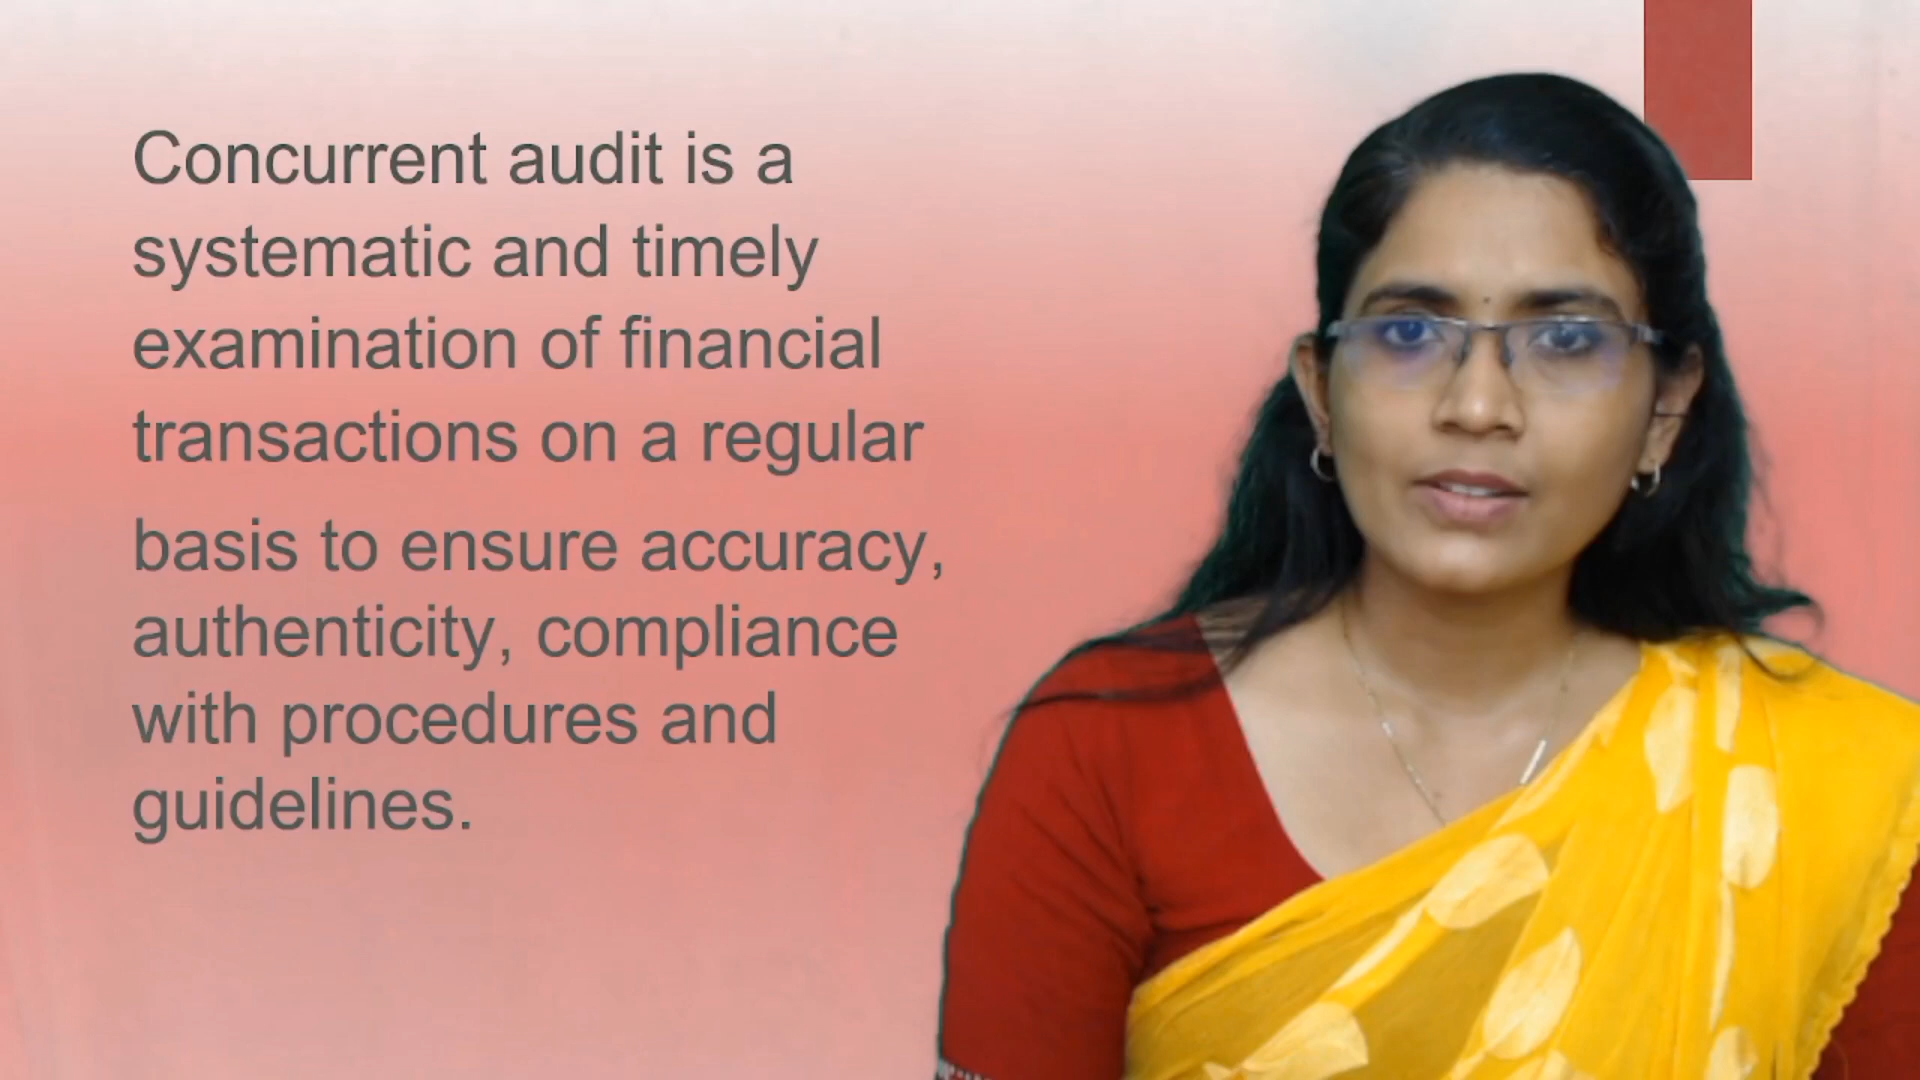 Concurrent audit is a
systematic and timely
examination of financial
transactions on a regular
basis to ensure accuracy,
authenticity, compliance
with procedures and
guidelines.